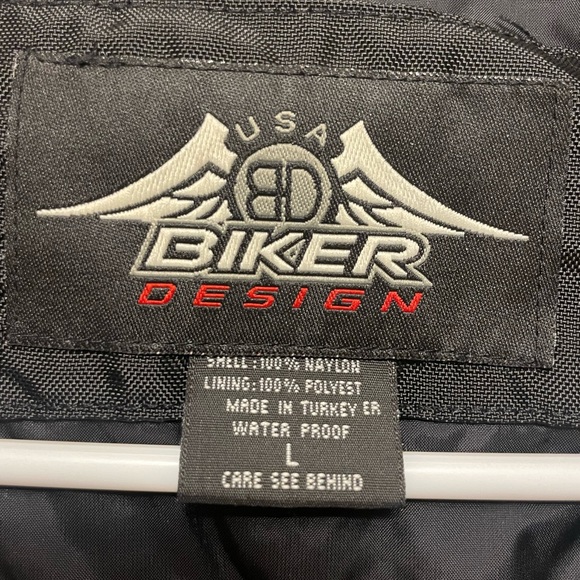 USA
BD
BIKER
DESIGN
SHELL:100% NAYLON
LINING:100% POLYEST
MADE IN TURKEY ER
WATER PROOF
L
CARE SEE BEHIND